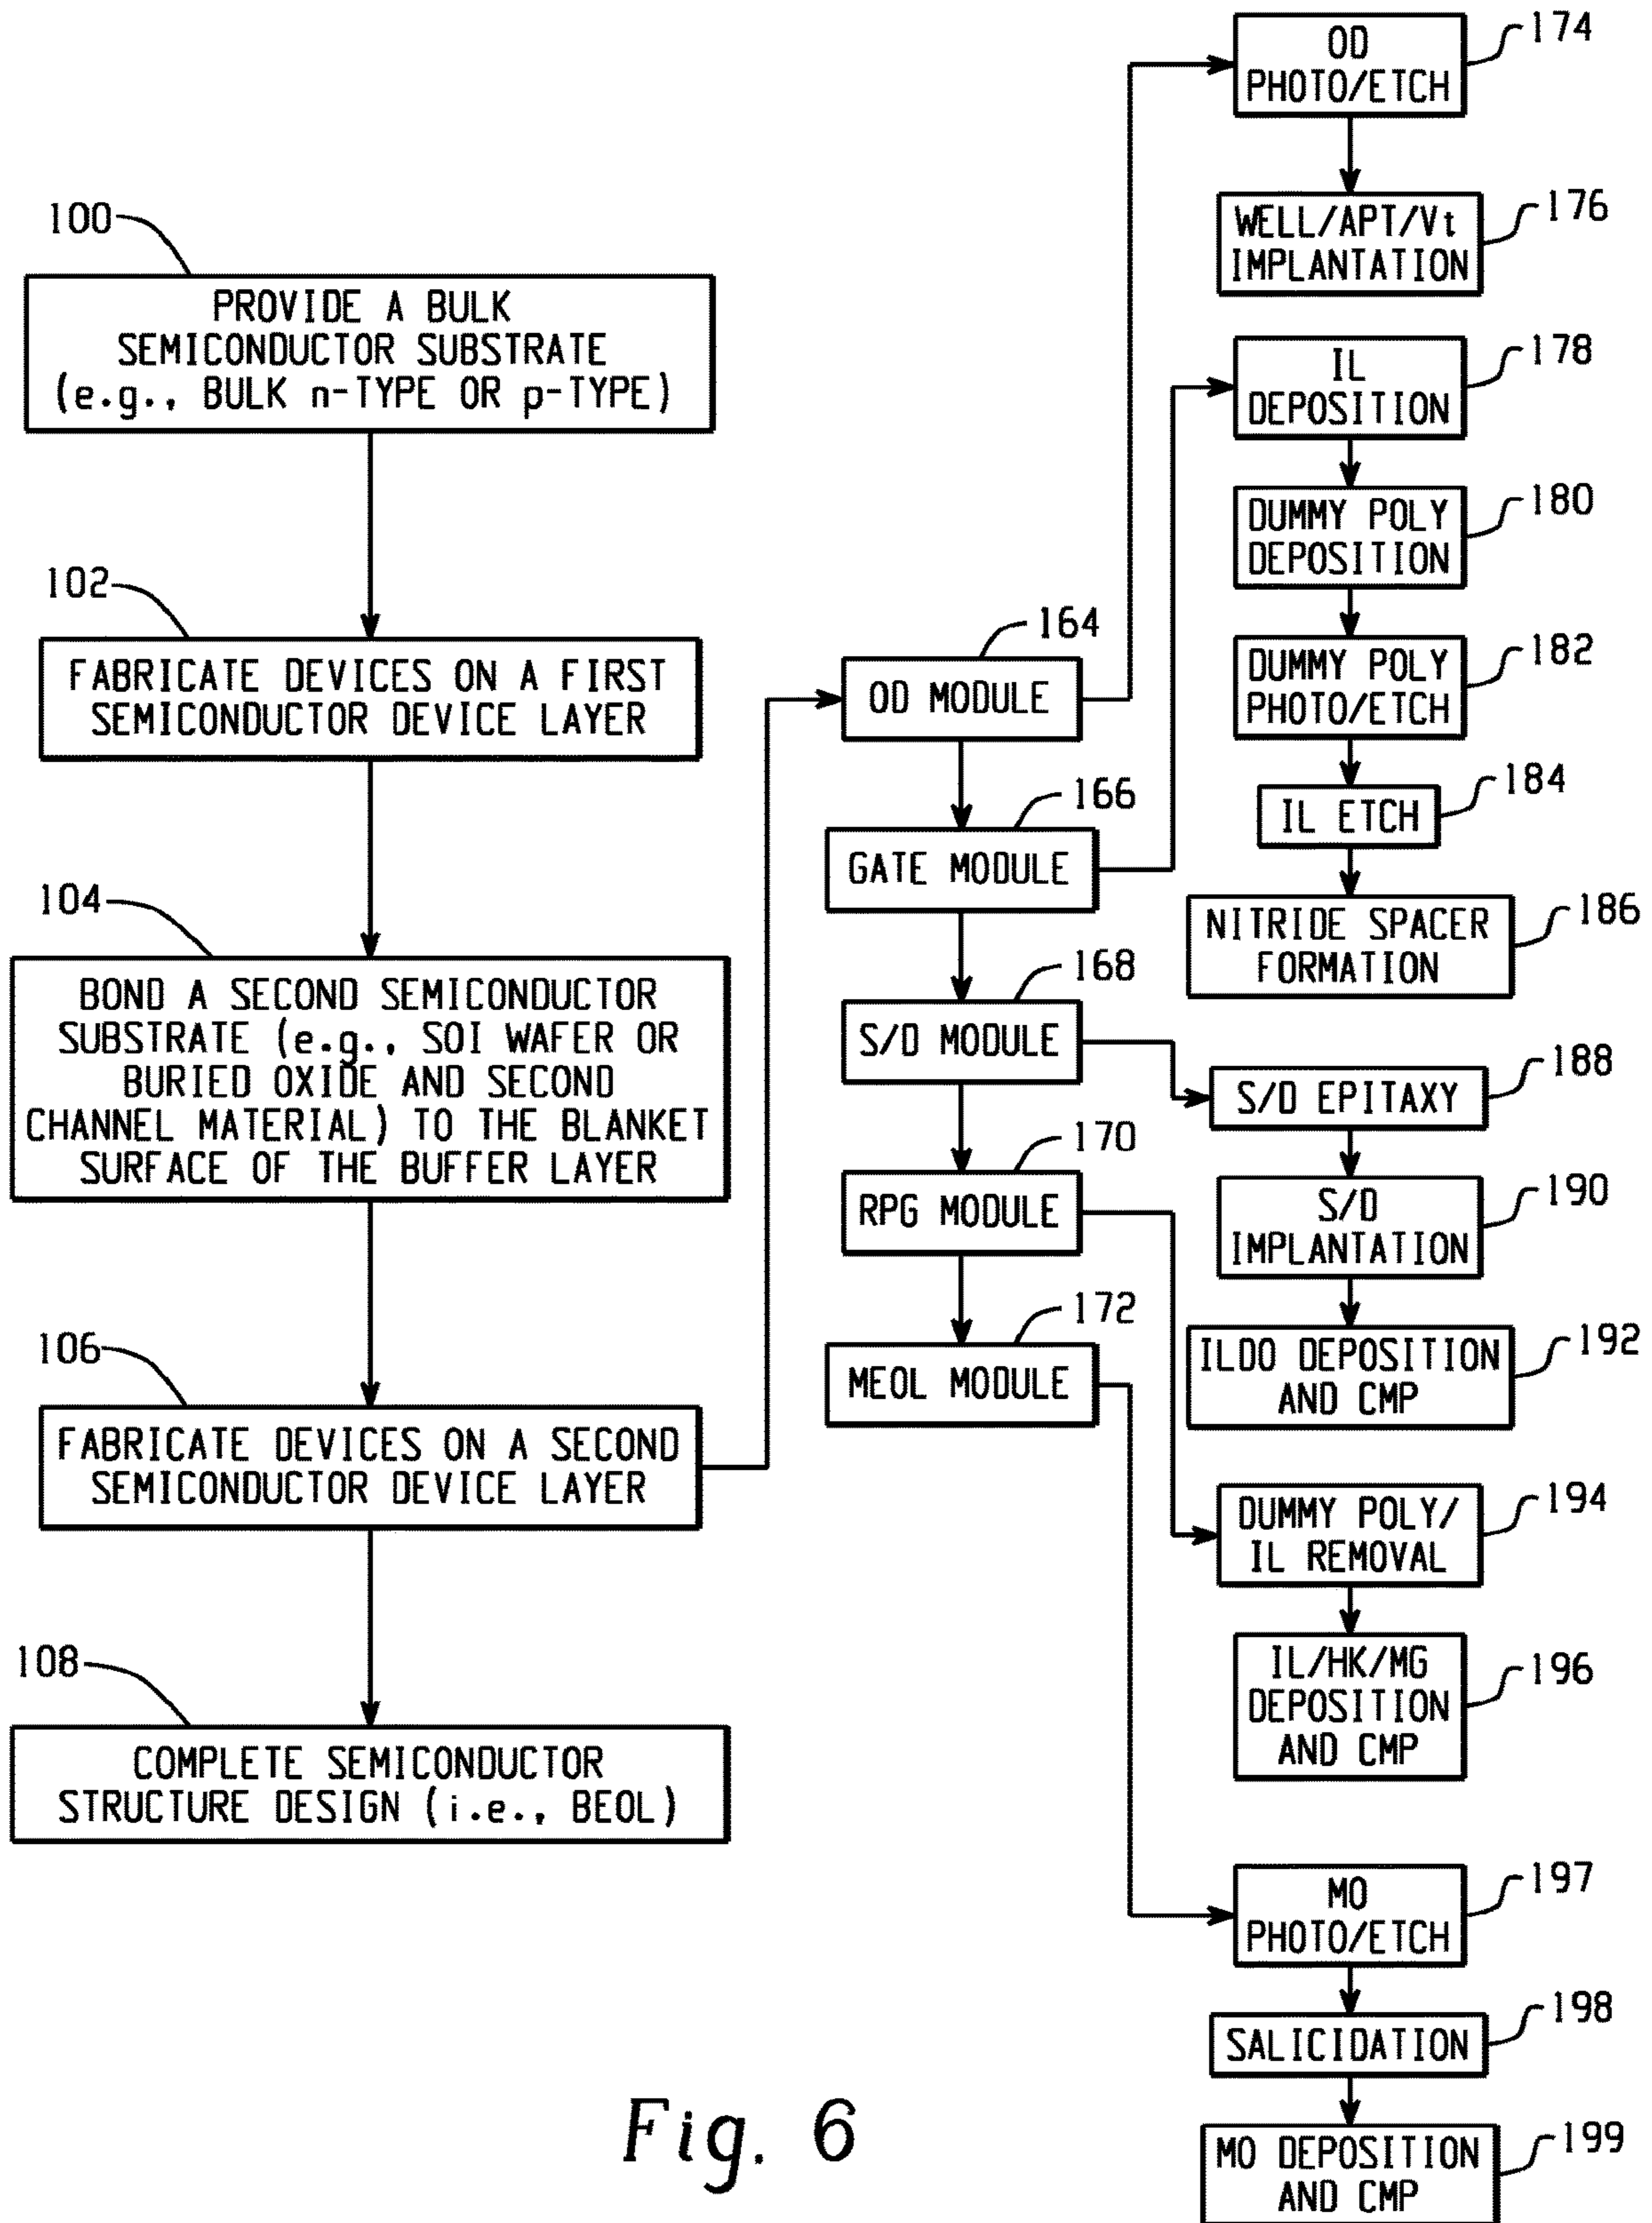 100
PROVIDE A BULK
SEMICONDUCTOR SUBSTRATE
(e.g., BULK n-TYPE OR p-TYPE)
102
FABRICATE DEVICES ON A FIRST
SEMICONDUCTOR DEVICE LAYER
104
BOND A SECOND SEMICONDUCTOR
SUBSTRATE (e.g., SOI WAFER OR
BURIED OXIDE AND SECOND
CHANNEL MATERIAL) TO THE BLANKET
SURFACE OF THE BUFFER LAYER
106
FABRICATE DEVICES ON A SECOND
SEMICONDUCTOR DEVICE LAYER
108
COMPLETE SEMICONDUCTOR
STRUCTURE DESIGN (i.e., BEOL)
164
OD MODULE
166
GATE MODULE
168
S/D MODULE
170
RPG MODULE
172
MEOL MODULE
174
OD
PHOTO/ETCH
176
WELL/APT/Vt
IMPLANTATION
178
IL
DEPOSITION
180
DUMMY POLY
DEPOSITION
182
DUMMY POLY
PHOTO/ETCH
184
IL ETCH
186
NITRIDE SPACER
FORMATION
188
S/D EPITAXY
190
S/D
IMPLANTATION
192
ILD0 DEPOSITION
AND CMP
194
DUMMY POLY/
IL REMOVAL
196
IL/HK/MG
DEPOSITION
AND CMP
197
M0
PHOTO/ETCH
198
SALICIDATION
199
M0 DEPOSITION
AND CMP
Fig. 6